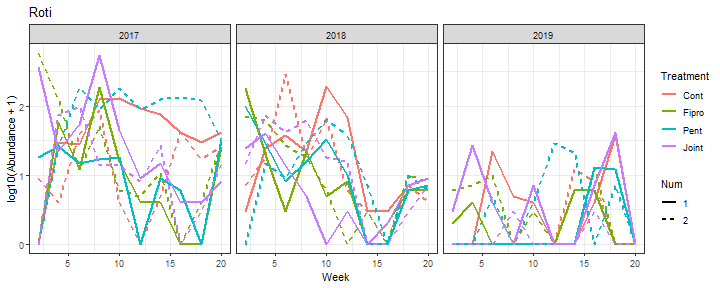 Roti
2017 2018 2019
log10(Abundance + 1)
2
1
0
5 10 15 20 5 10 15 20 5 10 15 20
Week
Treatment
Cont
Fipro
Pent
Joint
Num
1
2